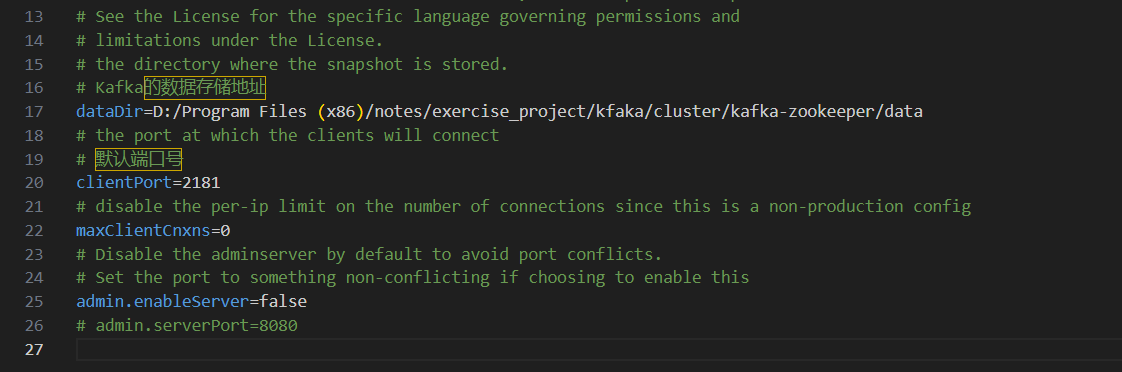 13 # See the License for the specific language governing permissions and
14 # limitations under the License.
15 # the directory where the snapshot is stored.
16 # Kafka的数据存储地址
17 dataDir=D:/Program Files (x86)/notes/exercise_project/kfaka/cluster/kafka-zookeeper/data
18 # the port at which the clients will connect
19 # 默认端口号
20 clientPort=2181
21 # disable the per-ip limit on the number of connections since this is a non-production config
22 maxClientCnxns=0
23 # Disable the adminserver by default to avoid port conflicts.
24 # Set the port to something non-conflicting if choosing to enable this
25 admin.enableServer=false
26 # admin.serverPort=8080
27